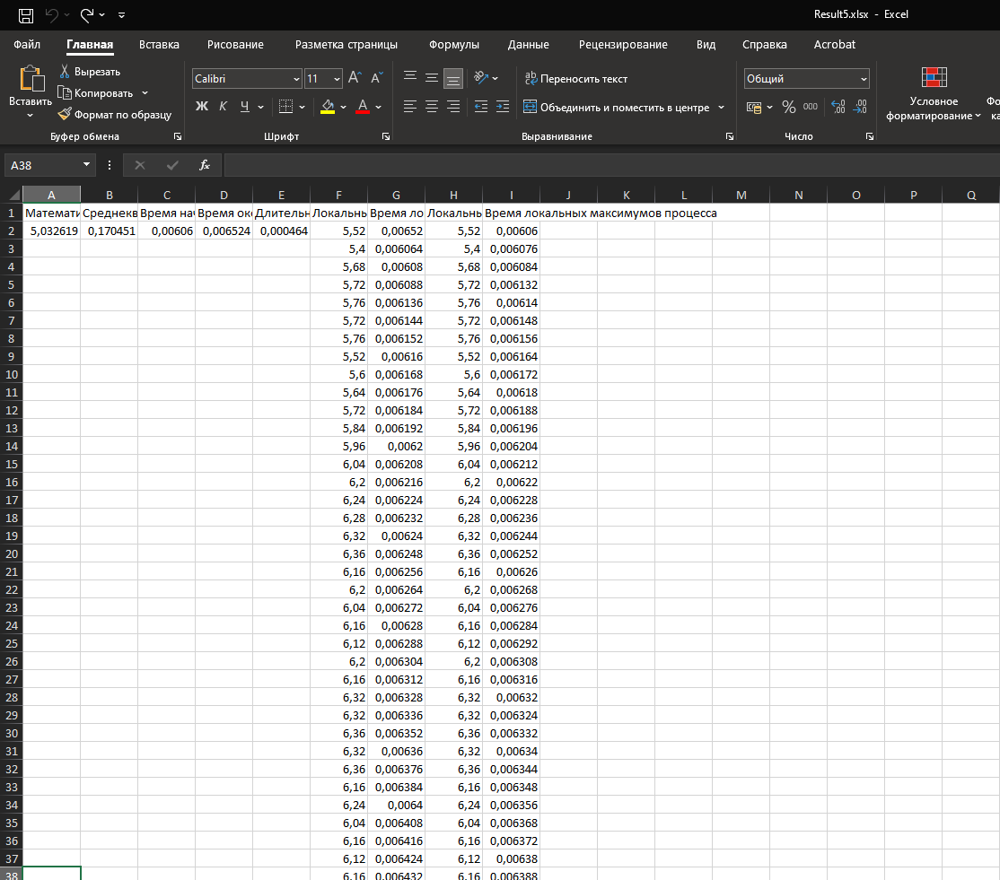 Result5.xlsx - Excel
Файл Главная Вставка Рисование Разметка страницы Формулы Данные Рецензирование Вид Справка Acrobat
Вставить
Вырезать
Копировать
Формат по образцу
Буфер обмена
Calibri 11
Ж К Ч А
Шрифт
Переносить текст
Объединить и поместить в центре
Выравнивание
Общий
% 000
Число
Условное
форматирование
A38
fx
A B C D E F G H I J K L M N O P Q
1 Математи Среднекв Время нач Время око Длительн Локальны Время ло Локальны Время локальных максимумов процесса
2 5,032619 0,170451 0,00606 0,006524 0,000464 5,52 0,00652 5,52 0,00606
3 5,4 0,006064 5,4 0,006076
4 5,68 0,00608 5,68 0,006084
5 5,72 0,006088 5,72 0,006132
6 5,76 0,006136 5,76 0,00614
7 5,72 0,006144 5,72 0,006148
8 5,76 0,006152 5,76 0,006156
9 5,52 0,00616 5,52 0,006164
10 5,6 0,006168 5,6 0,006172
11 5,64 0,006176 5,64 0,00618
12 5,72 0,006184 5,72 0,006188
13 5,84 0,006192 5,84 0,006196
14 5,96 0,0062 5,96 0,006204
15 6,04 0,006208 6,04 0,006212
16 6,2 0,006216 6,2 0,00622
17 6,24 0,006224 6,24 0,006228
18 6,28 0,006232 6,28 0,006236
19 6,32 0,00624 6,32 0,006244
20 6,36 0,006248 6,36 0,006252
21 6,16 0,006256 6,16 0,00626
22 6,2 0,006264 6,2 0,006268
23 6,04 0,006272 6,04 0,006276
24 6,16 0,00628 6,16 0,006284
25 6,12 0,006288 6,12 0,006292
26 6,2 0,006304 6,2 0,006308
27 6,16 0,006312 6,16 0,006316
28 6,32 0,006328 6,32 0,00632
29 6,32 0,006336 6,32 0,006324
30 6,36 0,006352 6,36 0,006332
31 6,32 0,00636 6,32 0,00634
32 6,36 0,006376 6,36 0,006344
33 6,16 0,006384 6,16 0,006348
34 6,24 0,0064 6,24 0,006356
35 6,04 0,006408 6,04 0,006368
36 6,16 0,006416 6,16 0,006372
37 6,12 0,006424 6,12 0,00638
38 6,16 0,006432 6,16 0,006388